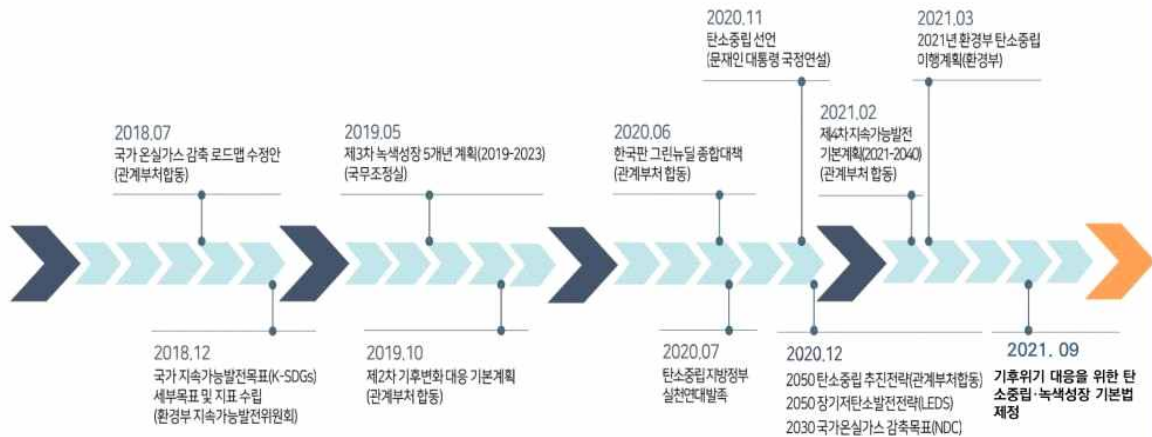 2020.11
탄소중립 선언
(문재인 대통령 국정연설)
2021.03
2021년 환경부 탄소중립
이행계획(환경부)
2018.07
국가 온실가스 감축 로드맵 수정안
(관계부처합동)
2019.05
제3차 녹색성장 5개년 계획(2019-2023)
(국무조정실)
2020.06
한국판 그린뉴딜 종합대책
(관계부처 합동)
2021.02
제4차 지속가능발전
기본계획(2021-2040)
(관계부처 합동)
2018.12
국가 지속가능발전목표(K-SDGs)
세부목표 및 지표 수립
(환경부 지속가능발전위원회)
2019.10
제2차 기후변화 대응 기본계획
(관계부처 합동)
2020.07
탄소중립 지방정부
실천연대발족
2020.12
2050 탄소중립 추진전략(관계부처합동)
2050 장기저탄소발전전략(LEDS)
2030 국가온실가스 감축목표(NDC)
2021. 09
기후위기 대응을 위한 탄
소중립·녹색성장 기본법
제정